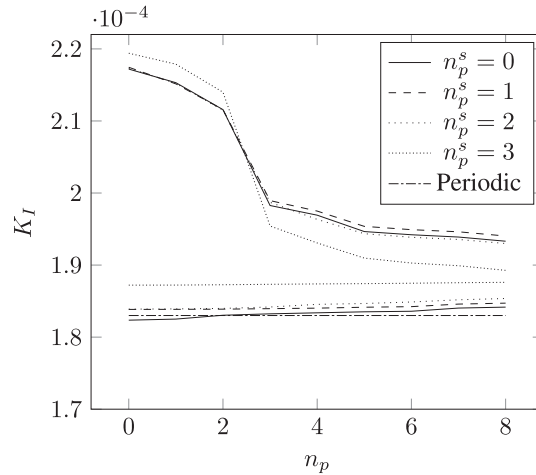 ·10⁻⁴
2.2
2.1
2
1.9
1.8
1.7
K_I
0 2 4 6 8
n_p
n_p^s = 0
n_p^s = 1
n_p^s = 2
n_p^s = 3
Periodic